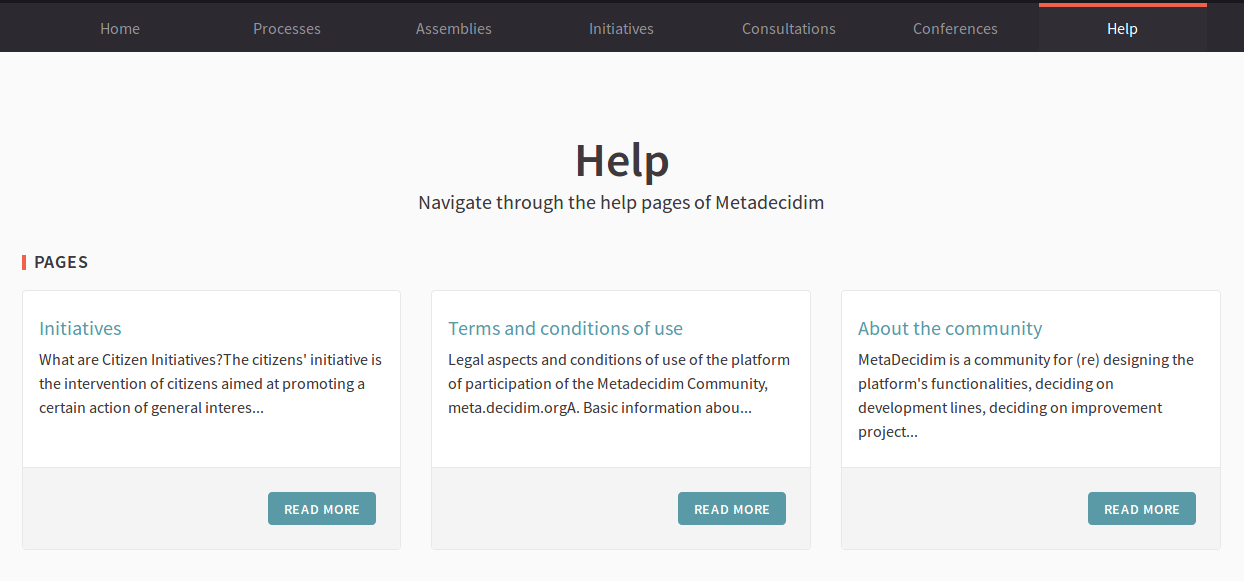 Home Processes Assemblies Initiatives Consultations Conferences Help
Help
Navigate through the help pages of Metadecidim
PAGES
Initiatives
What are Citizen Initiatives?The citizens' initiative is
the intervention of citizens aimed at promoting a
certain action of general interes...
READ MORE
Terms and conditions of use
Legal aspects and conditions of use of the platform
of participation of the Metadecidim Community,
meta.decidim.orgA. Basic information abou...
READ MORE
About the community
MetaDecidim is a community for (re) designing the
platform's functionalities, deciding on
development lines, deciding on improvement
project...
READ MORE